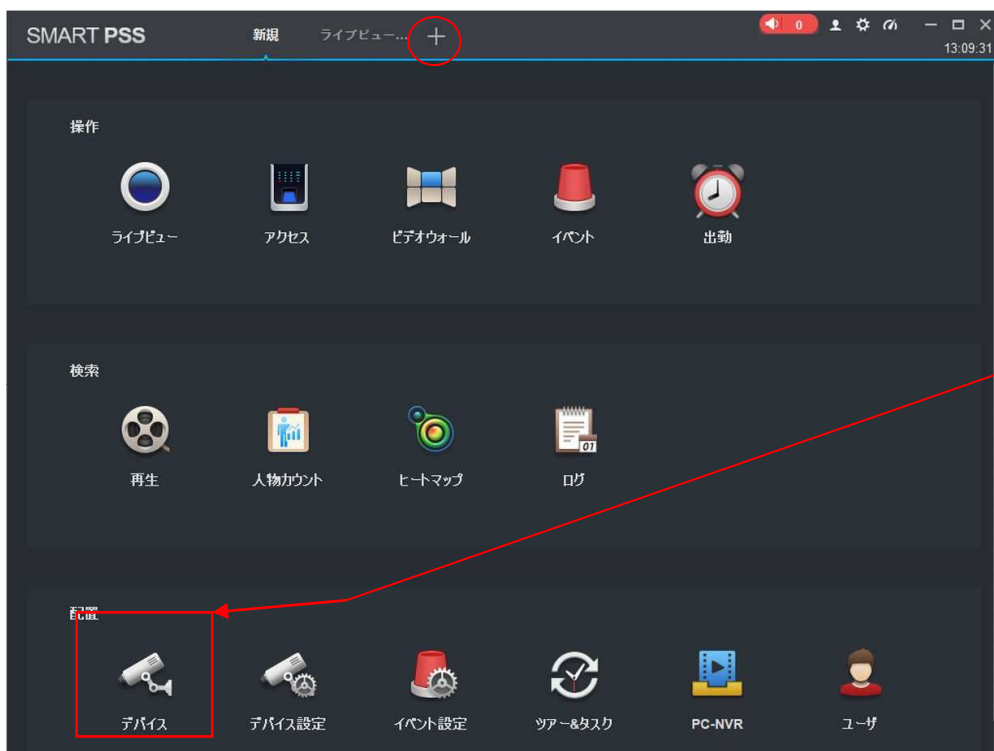 SMART PSS 新規 ライブビュー... 0
13:09:31
操作
ライブビュー アクセス ビデオウォール イベント 出勤
検索
01
再生 人物カウント ヒートマップ ログ
配置
デバイス デバイス設定 イベント設定 ツアー&タスク PC-NVR ユーザ